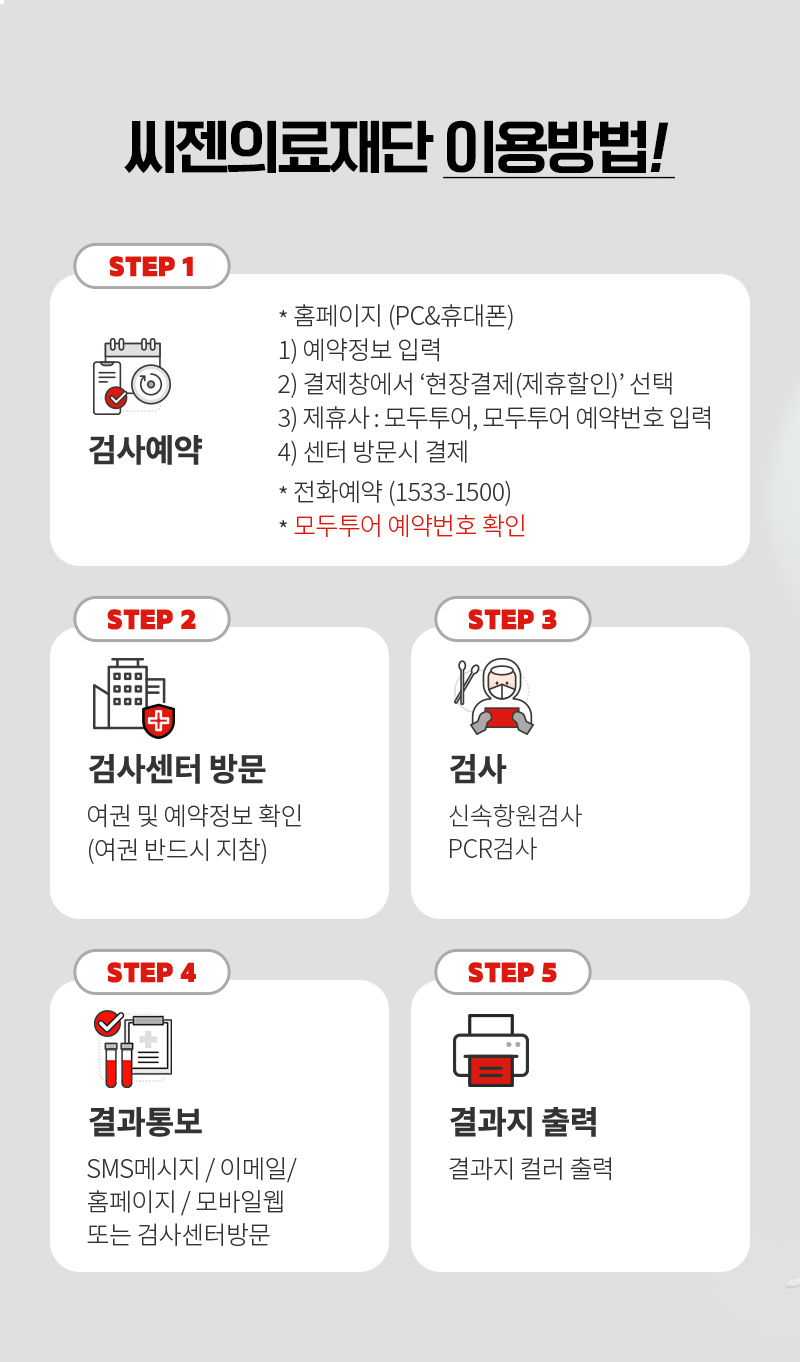 씨젠의료재단 이용방법!
STEP 1
검사예약
* 홈페이지 (PC&휴대폰)
1) 예약정보 입력
2) 결제창에서 ‘현장결제(제휴할인)’ 선택
3) 제휴사 : 모두투어, 모두투어 예약번호 입력
4) 센터 방문시 결제
* 전화예약 (1533-1500)
* 모두투어 예약번호 확인
STEP 2
검사센터 방문
여권 및 예약정보 확인
(여권 반드시 지참)
STEP 3
검사
신속항원검사
PCR검사
STEP 4
결과통보
SMS메시지 / 이메일/
홈페이지 / 모바일웹
또는 검사센터방문
STEP 5
결과지 출력
결과지 컬러 출력